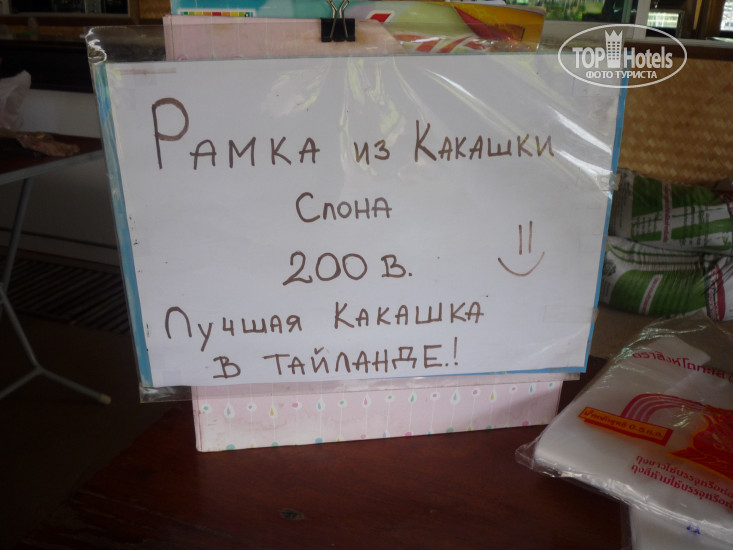 TOP Hotels
ФОТО ТУРИСТА
Рамка из Какашки
Слона
200 В.
Лучшая Какашка
в Тайланде.!